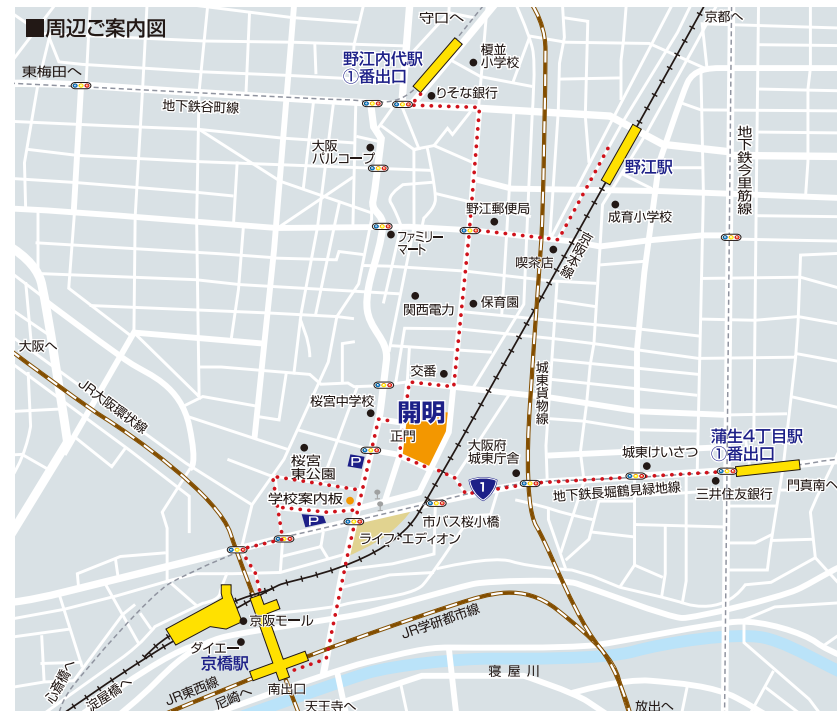 ■周辺ご案内図
守口へ
京都へ
野江内代駅
①番出口
榎並
小学校
東梅田へ
りそな銀行
地下鉄谷町線
大阪
パルコープ
野江駅
地下鉄今里筋線
野江郵便局
成育小学校
ファミリー
マート
喫茶店
京阪本線
関西電力
保育園
大阪へ
交番
城東貨物線
JR大阪環状線
桜宮中学校
開明
正門
大阪府
城東庁舎
蒲生4丁目駅
①番出口
城東けいさつ
P
桜宮
東公園
学校案内板
1
地下鉄長堀鶴見緑地線
三井住友銀行
門真南へ
P
市バス桜小橋
ライフ・エディオン
京阪モール
JR学研都市線
ダイエー
京橋駅
寝屋川
心斎橋へ
淀屋橋へ
JR東西線
尼崎へ
南出口
天王寺へ
放出へ